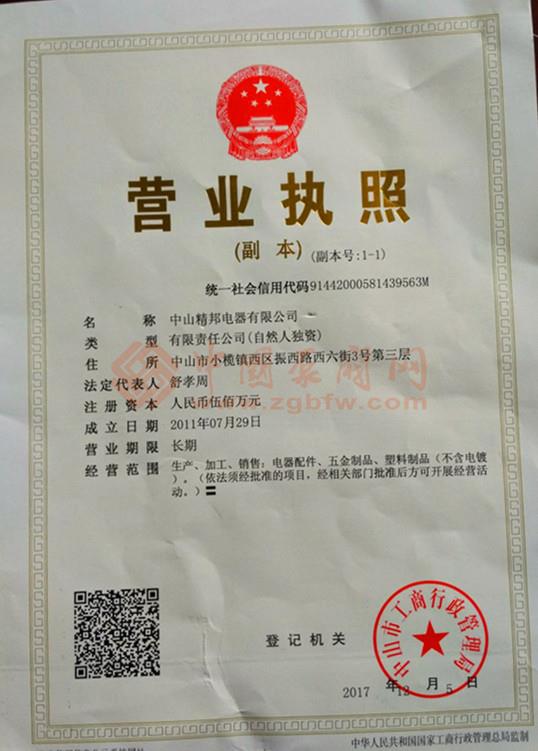 营业执照
(副 本) (副本号:1-1)
统一社会信用代码91442000581439563M
名 称 中山精邦电器有限公司
类 型 有限责任公司(自然人独资)
住 所 中山市小榄镇西区振西路西六街3号第三层
法定代表人 舒孝周
注册资本 人民币伍佰万元
成立日期 2011年07月29日
营业期限 长期
经营范围 生产、加工、销售:电器配件、五金制品、塑料制品(不含电镀
)。(依法须经批准的项目,经相关部门批准后方可开展经营活
动。)
中国泵阀网
www.zgbfw.com
登记机关
中山市工商行政管理局
2017 年12 月 5 日
中华人民共和国国家工商行政管理总局监制